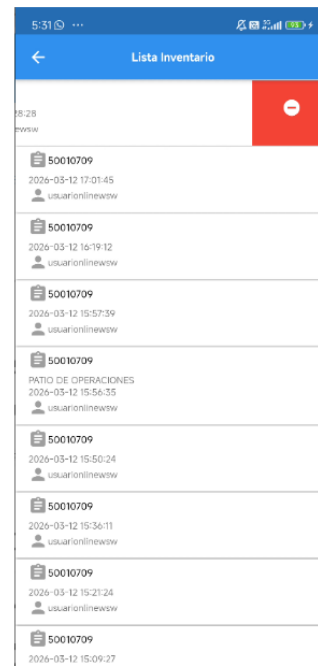 5:31
93
Lista Inventario
28:28
ewsw
50010709
2026-03-12 17:01:45
usuarionlinewsw
50010709
2026-03-12 16:19:12
usuarionlinewsw
50010709
2026-03-12 15:57:39
usuarionlinewsw
50010709
PATIO DE OPERACIONES
2026-03-12 15:56:35
usuarionlinewsw
50010709
2026-03-12 15:50:24
usuarionlinewsw
50010709
2026-03-12 15:36:11
usuarionlinewsw
50010709
2026-03-12 15:21:24
usuarionlinewsw
50010709
2026-03-12 15:09:27